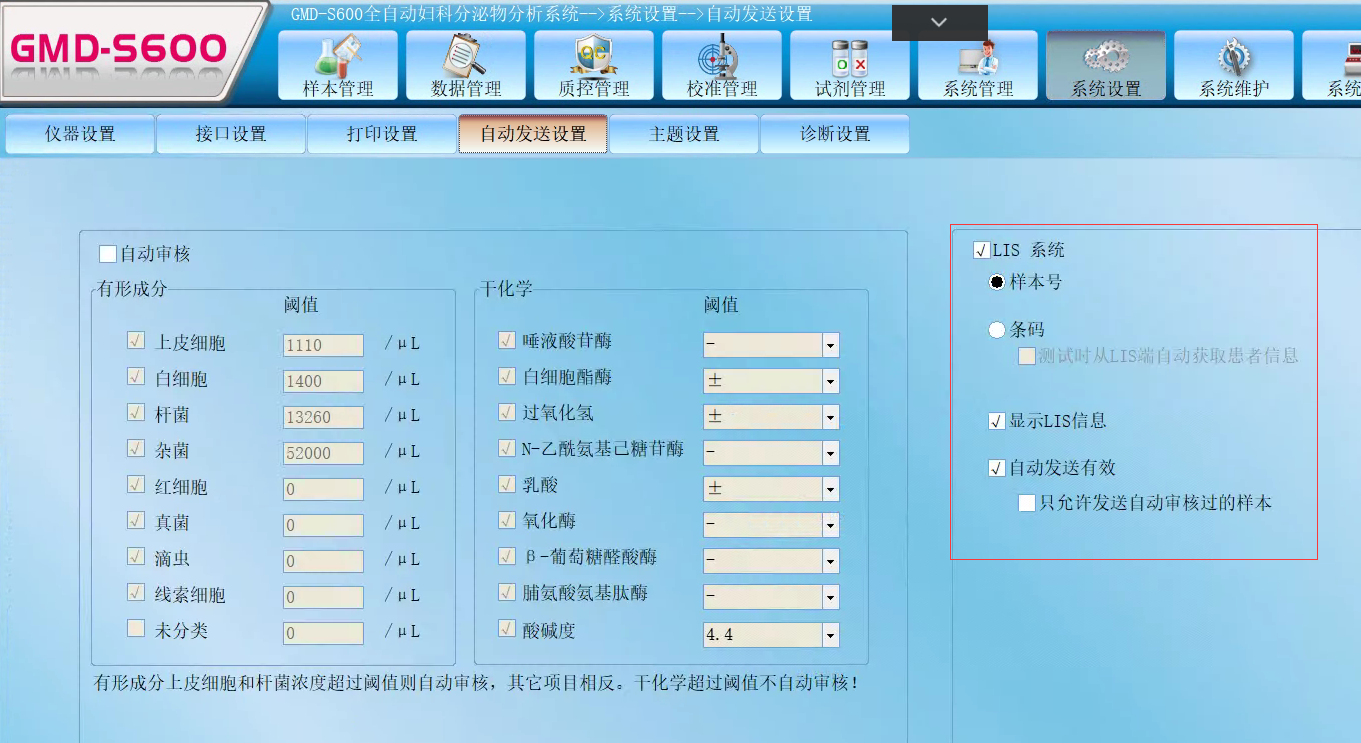 GMD-S600全自动妇科分泌物分析系统-->系统设置-->自动发送设置
GMD-S600
样本管理 数据管理 质控管理 校准管理 试剂管理 系统管理 系统设置 系统维护 系统
仪器设置 接口设置 打印设置 自动发送设置 主题设置 诊断设置
自动审核
有形成分
阈值
上皮细胞 1110 /μL
白细胞 1400 /μL
杆菌 13260 /μL
杂菌 52000 /μL
红细胞 0 /μL
真菌 0 /μL
滴虫 0 /μL
线索细胞 0 /μL
未分类 0 /μL
干化学
阈值
唾液酸苷酶 -
白细胞酯酶 ±
过氧化氢 ±
N-乙酰氨基己糖苷酶 -
乳酸 ±
氧化酶 -
β-葡萄糖醛酸酶 -
脯氨酸氨基肽酶 -
酸碱度 4.4
有形成分上皮细胞和杆菌浓度超过阈值则自动审核，其它项目相反。干化学超过阈值不自动审核！
LIS 系统
样本号
条码
测试时从LIS端自动获取患者信息
显示LIS信息
自动发送有效
只允许发送自动审核过的样本